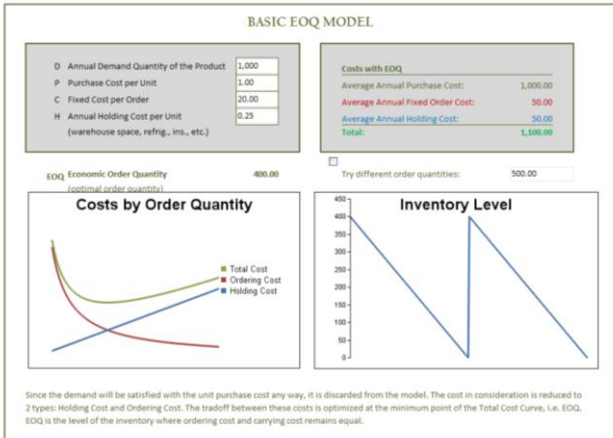 BASIC EOQ MODEL
D Annual Demand Quantity of the Product 1,000
P Purchase Cost per Unit 1.00
C Fixed Cost per Order 20.00
H Annual Holding Cost per Unit 0.25
(warehouse space, refrig., ins., etc.)
Costs with EOQ
Average Annual Purchase Cost: 1,000.00
Average Annual Fixed Order Cost: 50.00
Average Annual Holding Cost: 50.00
Total: 1,100.00
EOQ Economic Order Quantity 400.00
(optimal order quantity)
Try different order quantities: 500.00
Costs by Order Quantity
Total Cost
Ordering Cost
Holding Cost
Inventory Level
450
400
350
300
250
200
150
100
50
0
Since the demand will be satisfied with the unit purchase cost any way, it is discarded from the model. The cost in consideration is reduced to
2 types: Holding Cost and Ordering Cost. The tradoff between these costs is optimized at the minimum point of the Total Cost Curve, i.e. EOQ.
EOQ is the level of the inventory where ordering cost and carrying cost remains equal.